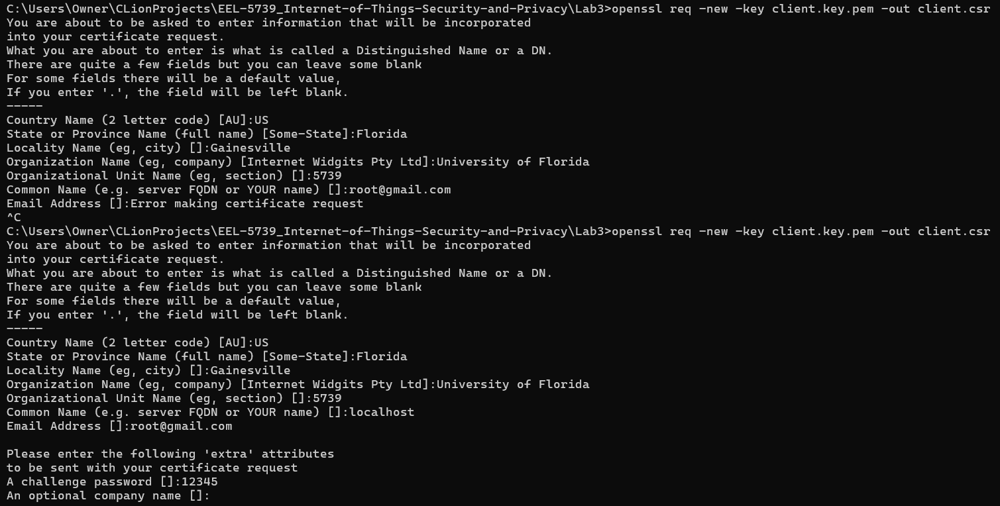 C:\Users\Owner\CLionProjects\EEL-5739_Internet-of-Things-Security-and-Privacy\Lab3>openssl req -new -key client.key.pem -out client.csr
You are about to be asked to enter information that will be incorporated
into your certificate request.
What you are about to enter is what is called a Distinguished Name or a DN.
There are quite a few fields but you can leave some blank
For some fields there will be a default value,
If you enter '.', the field will be left blank.
-----
Country Name (2 letter code) [AU]:US
State or Province Name (full name) [Some-State]:Florida
Locality Name (eg, city) []:Gainesville
Organization Name (eg, company) [Internet Widgits Pty Ltd]:University of Florida
Organizational Unit Name (eg, section) []:5739
Common Name (e.g. server FQDN or YOUR name) []:root@gmail.com
Email Address []:Error making certificate request
^C
C:\Users\Owner\CLionProjects\EEL-5739_Internet-of-Things-Security-and-Privacy\Lab3>openssl req -new -key client.key.pem -out client.csr
You are about to be asked to enter information that will be incorporated
into your certificate request.
What you are about to enter is what is called a Distinguished Name or a DN.
There are quite a few fields but you can leave some blank
For some fields there will be a default value,
If you enter '.', the field will be left blank.
-----
Country Name (2 letter code) [AU]:US
State or Province Name (full name) [Some-State]:Florida
Locality Name (eg, city) []:Gainesville
Organization Name (eg, company) [Internet Widgits Pty Ltd]:University of Florida
Organizational Unit Name (eg, section) []:5739
Common Name (e.g. server FQDN or YOUR name) []:localhost
Email Address []:root@gmail.com

Please enter the following 'extra' attributes
to be sent with your certificate request
A challenge password []:12345
An optional company name []: